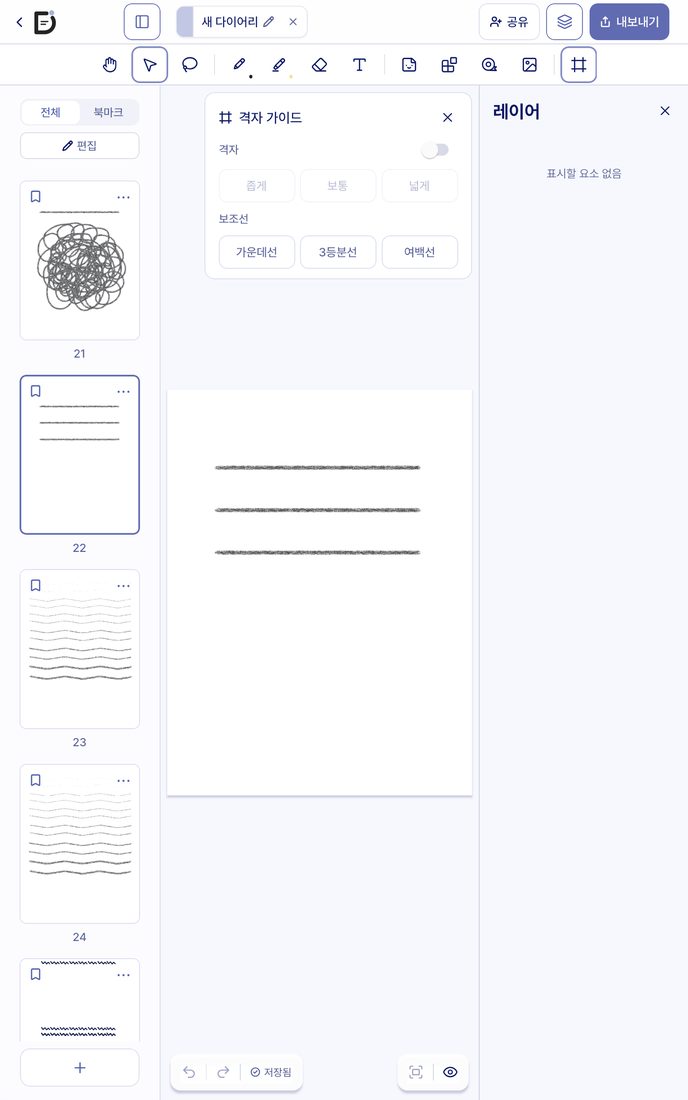 새 다이어리
공유
내보내기
T
전체
북마크
편집
21
22
23
24
격자 가이드
격자
좁게
보통
넓게
보조선
가운데선
3등분선
여백선
저장됨
레이어
표시할 요소 없음